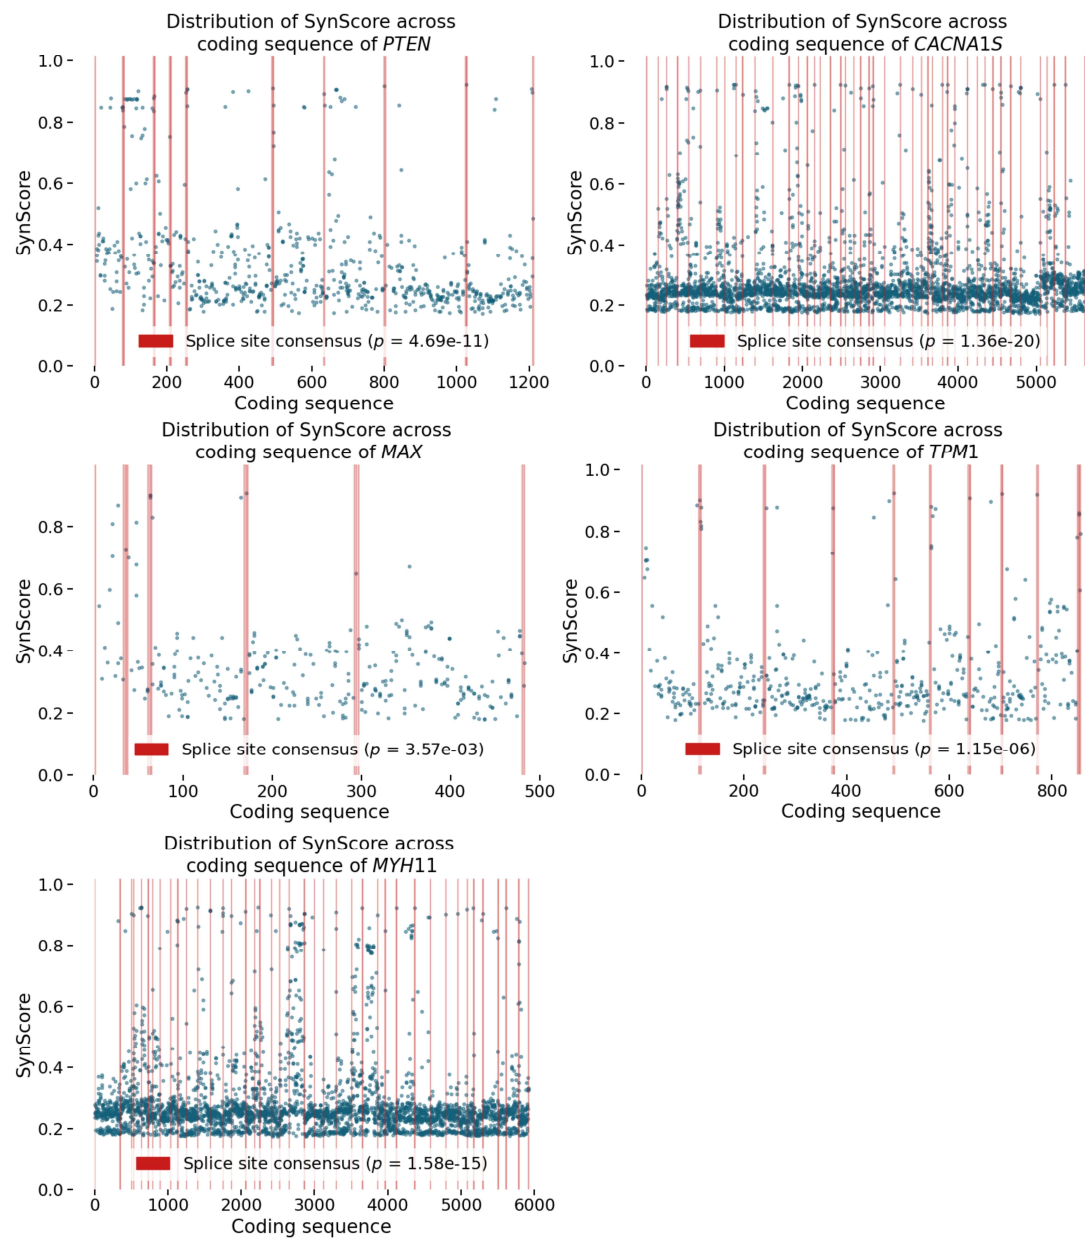 Distribution of SynScore across
coding sequence of PTEN
1.0
0.8
0.6
0.4
0.2
0.0
SynScore
Splice site consensus (p = 4.69e-11)
0 200 400 600 800 1000 1200
Coding sequence
Distribution of SynScore across
coding sequence of CACNA1S
1.0
0.8
0.6
0.4
0.2
0.0
SynScore
Splice site consensus (p = 1.36e-20)
0 1000 2000 3000 4000 5000
Coding sequence
Distribution of SynScore across
coding sequence of MAX
0.8
0.6
0.4
0.2
0.0
SynScore
Splice site consensus (p = 3.57e-03)
0 100 200 300 400 500
Coding sequence
Distribution of SynScore across
coding sequence of TPM1
1.0
0.8
0.6
0.4
0.2
0.0
SynScore
Splice site consensus (p = 1.15e-06)
0 200 400 600 800
Coding sequence
Distribution of SynScore across
coding sequence of MYH11
1.0
0.8
0.6
0.4
0.2
0.0
SynScore
Splice site consensus (p = 1.58e-15)
0 1000 2000 3000 4000 5000 6000
Coding sequence